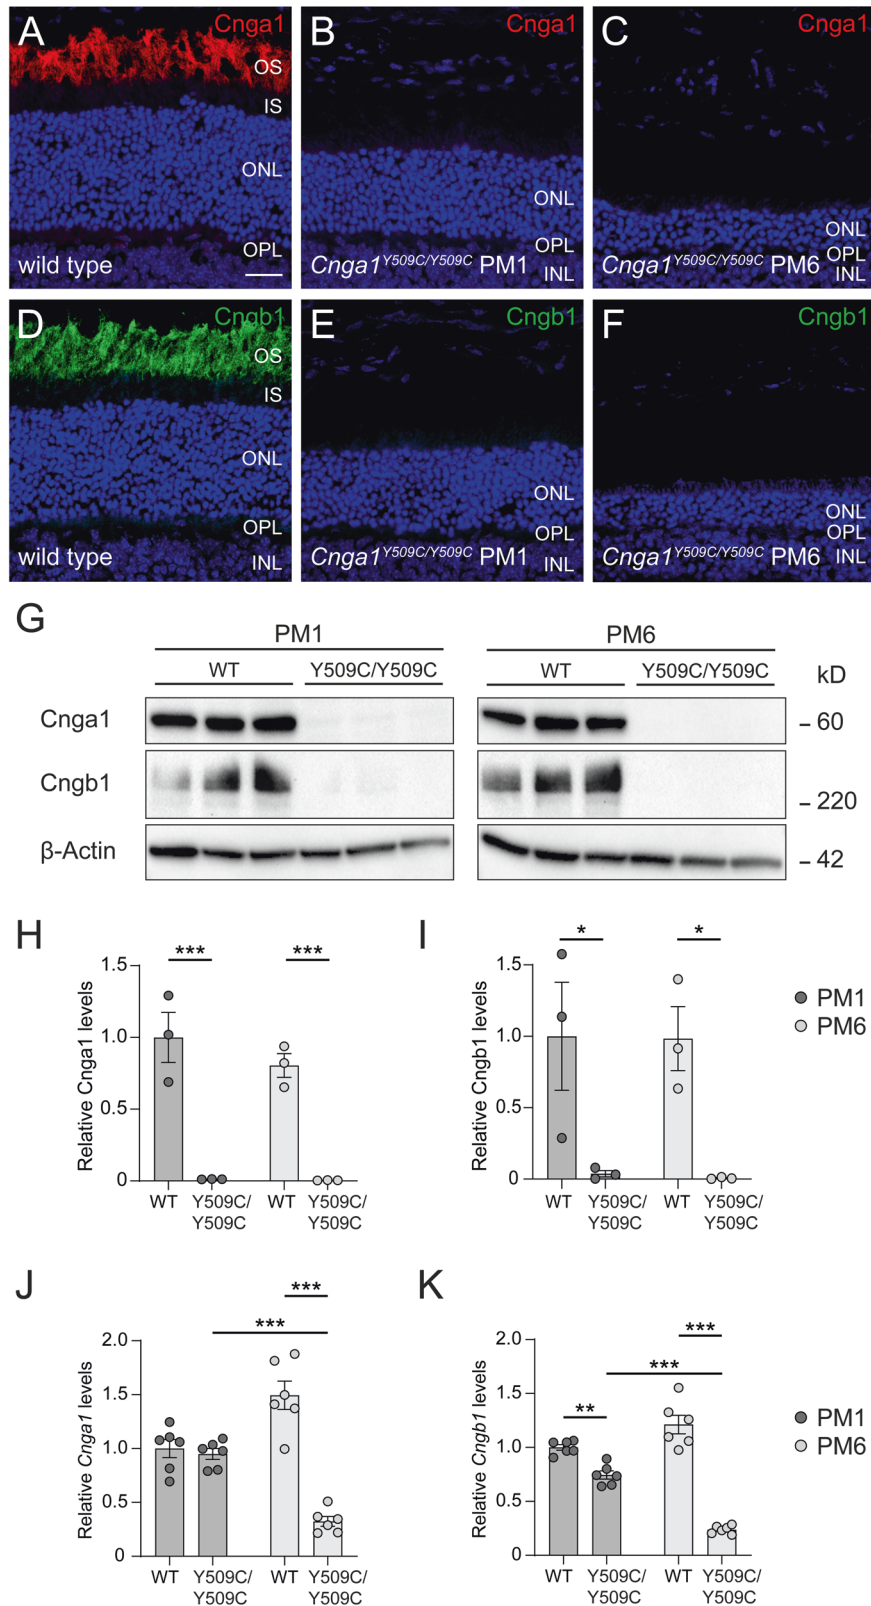 A Cnga1
OS
IS
ONL
OPL
wild type
B Cnga1
ONL
OPL
Cnga1Y509C/Y509C PM1 INL
C Cnga1
ONL
OPL
Cnga1Y509C/Y509C PM6 INL
D Cngb1
OS
IS
ONL
OPL
wild type INL
E Cngb1
ONL
OPL
Cnga1Y509C/Y509C PM1 INL
F Cngb1
ONL
OPL
Cnga1Y509C/Y509C PM6 INL
G
PM1 PM6
WT Y509C/Y509C WT Y509C/Y509C kD
Cnga1 – 60
Cngb1 – 220
β-Actin – 42
H
*** ***
Relative Cnga1 levels
1.5
1.0
0.5
0
WT Y509C/ WT Y509C/
Y509C Y509C
I
* *
Relative Cngb1 levels
1.5
1.0
0.5
0
WT Y509C/ WT Y509C/
Y509C Y509C
PM1
PM6
J
***
***
Relative Cnga1 levels
2.0
1.5
1.0
0.5
0
WT Y509C/ WT Y509C/
Y509C Y509C
K
***
***
**
Relative Cngb1 levels
2.0
1.5
1.0
0.5
0
WT Y509C/ WT Y509C/
Y509C Y509C
PM1
PM6